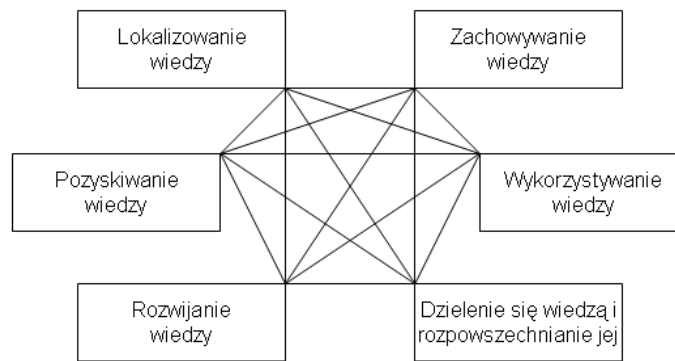 Lokalizowanie
wiedzy
Zachowywanie
wiedzy
Pozyskiwanie
wiedzy
Wykorzystywanie
wiedzy
Rozwijanie
wiedzy
Dzielenie się wiedzą i
rozpowszechnianie jej